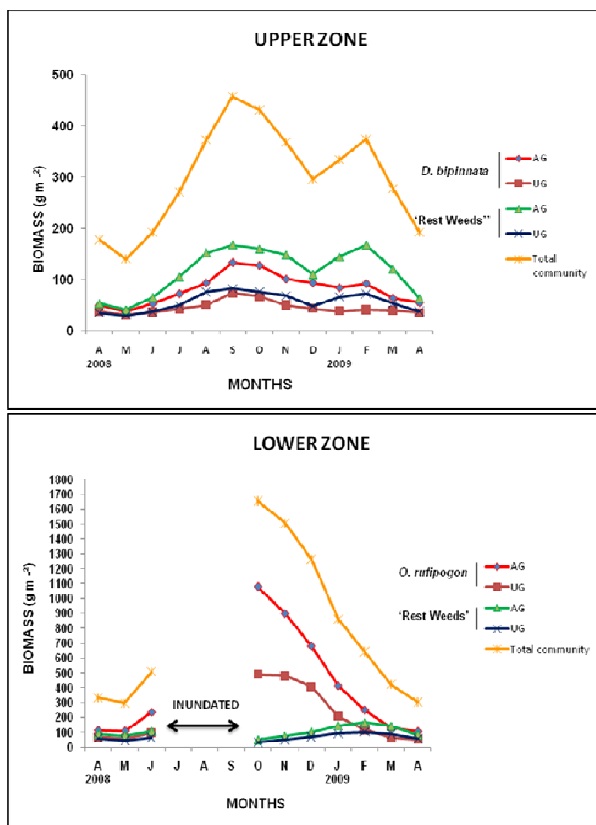 UPPER ZONE
500
400
300
200
100
0
BIOMASS (g m -²)
A M J J A S O N D J F M A
2008 2009
MONTHS
D. bipinnata
AG
UG
'Rest Weeds''
AG
UG
Total community
LOWER ZONE
1800
1700
1600
1500
1400
1300
1200
1100
1000
900
800
700
600
500
400
300
200
100
0
BIOMASS (g m -²)
INUNDATED
A M J J A S O N D J F M A
2008 2009
MONTHS
O. rufipogon
AG
UG
'Rest Weeds'
AG
UG
Total community